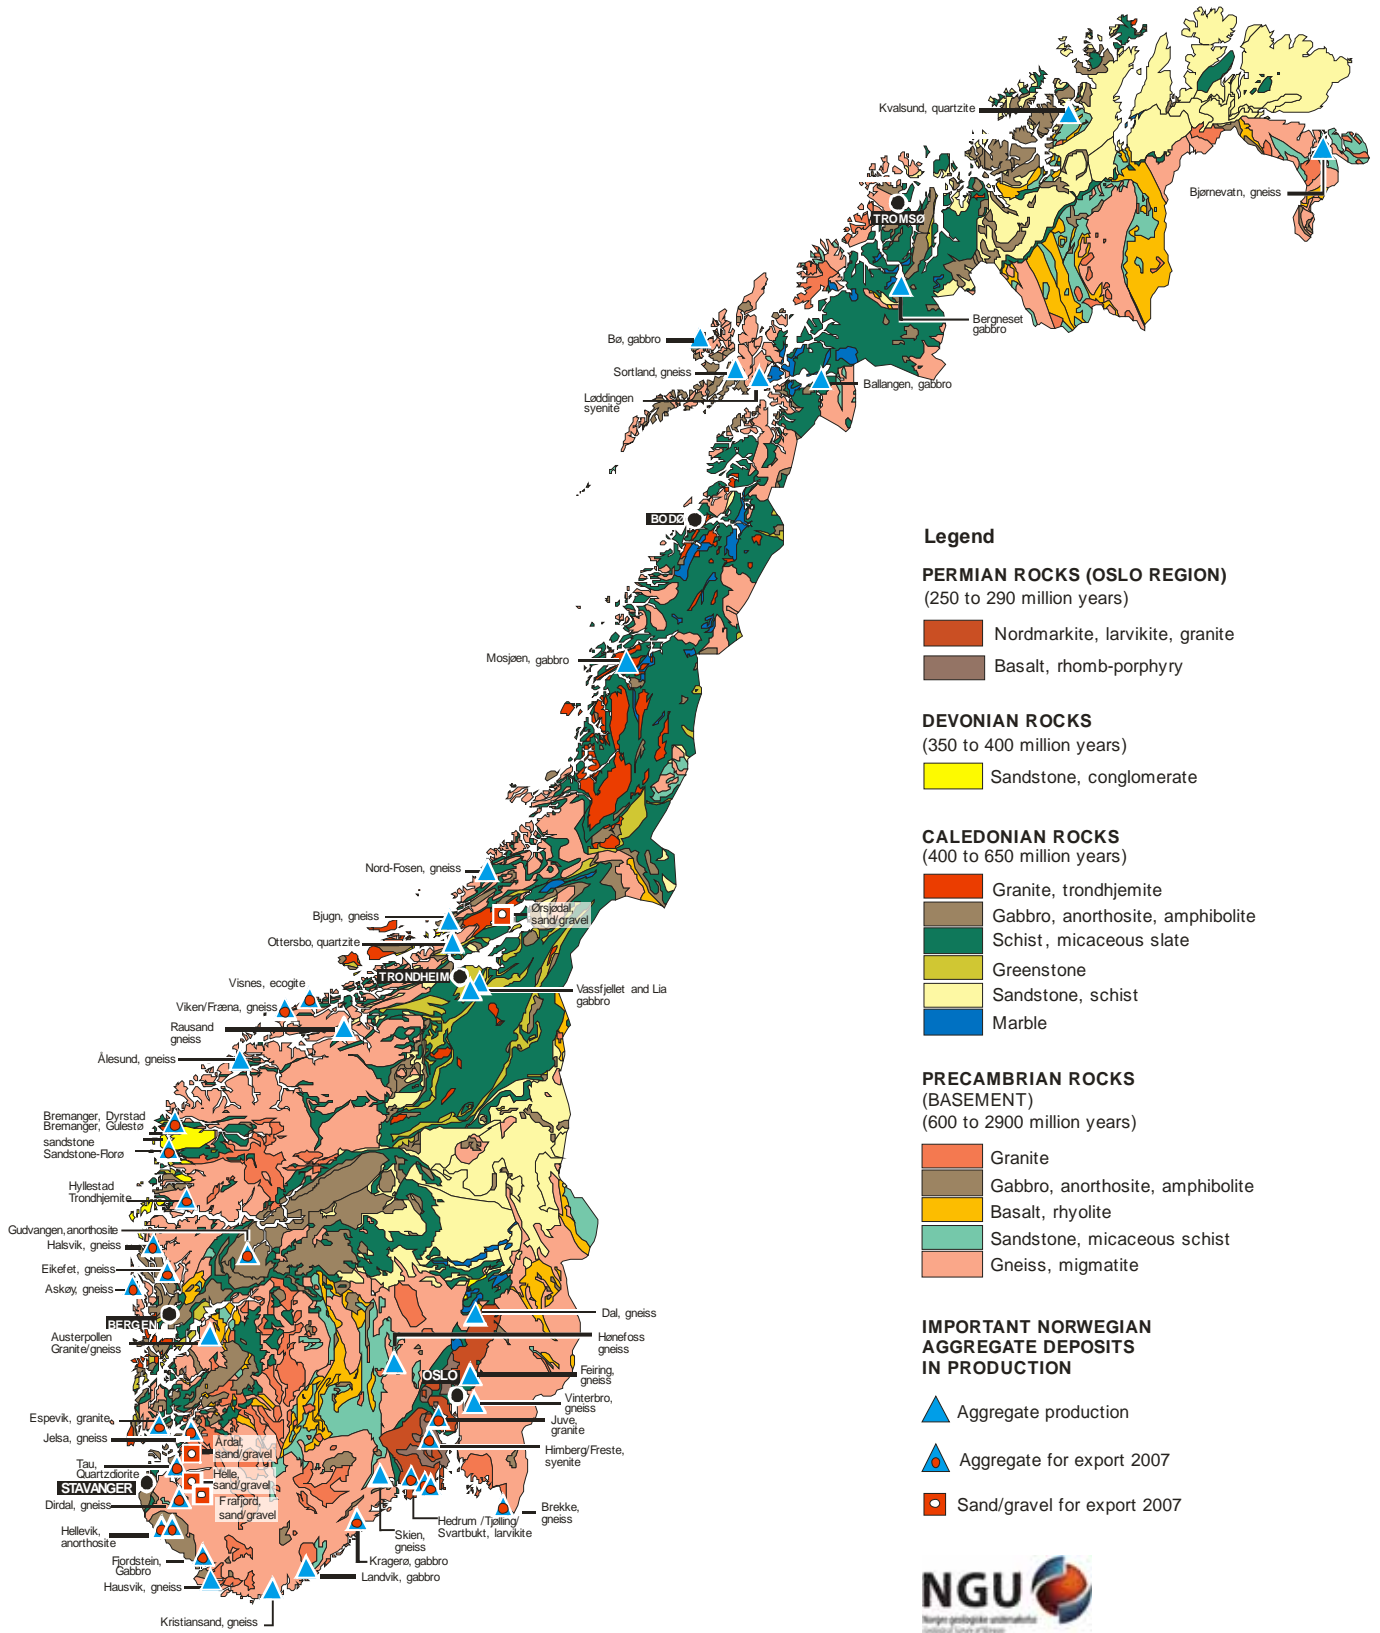 Kvalsund, quartzite
Bjørnevatn, gneiss
TROMSØ
Bergneset
gabbro
Bø, gabbro
Sortland, gneiss
Løddingen
syenite
Ballangen, gabbro
BODØ
Mosjøen, gabbro
Nord-Fosen, gneiss
Bjugn, gneiss
Ørsjødal,
sand/gravel
Ottersbo, quartzite
TRONDHEIM
Visnes, ecogite
Vassfjellet and Lia
gabbro
Viken/Fræna, gneiss
Rausand
gneiss
Ålesund, gneiss
Bremanger, Dyrstad
Bremanger, Gulestø
sandstone
Sandstone-Florø
Hyllestad
Trondhjemite
Gudvangen, anorthosite
Halsvik, gneiss
Eikefet, gneiss
Askøy, gneiss
BERGEN
Austerpollen
Granite/gneiss
Dal, gneiss
Hønefoss
gneiss
OSLO
Feiring,
gneiss
Vinterbro,
gneiss
Juve,
granite
Himberg/Freste,
syenite
Espevik, granite
Jelsa, gneiss
Årdal,
sand/gravel
Tau,
Quartzdiorite
Helle,
sand/gravel
STAVANGER
Frafjord,
sand/gravel
Dirdal, gneiss
Brekke,
gneiss
Hedrum /Tjølling/
Svartbukt, larvikite
Hellevik,
anorthosite
Skien,
gneiss
Fjordstein,
Gabbro
Kragerø, gabbro
Landvik, gabbro
Hausvik, gneiss
Kristiansand, gneiss
Legend
PERMIAN ROCKS (OSLO REGION)
(250 to 290 million years)
Nordmarkite, larvikite, granite
Basalt, rhomb-porphyry
DEVONIAN ROCKS
(350 to 400 million years)
Sandstone, conglomerate
CALEDONIAN ROCKS
(400 to 650 million years)
Granite, trondhjemite
Gabbro, anorthosite, amphibolite
Schist, micaceous slate
Greenstone
Sandstone, schist
Marble
PRECAMBRIAN ROCKS
(BASEMENT)
(600 to 2900 million years)
Granite
Gabbro, anorthosite, amphibolite
Basalt, rhyolite
Sandstone, micaceous schist
Gneiss, migmatite
IMPORTANT NORWEGIAN
AGGREGATE DEPOSITS
IN PRODUCTION
Aggregate production
Aggregate for export 2007
Sand/gravel for export 2007
NGU
Norges geologiske undersøkelse
Geological Survey of Norway